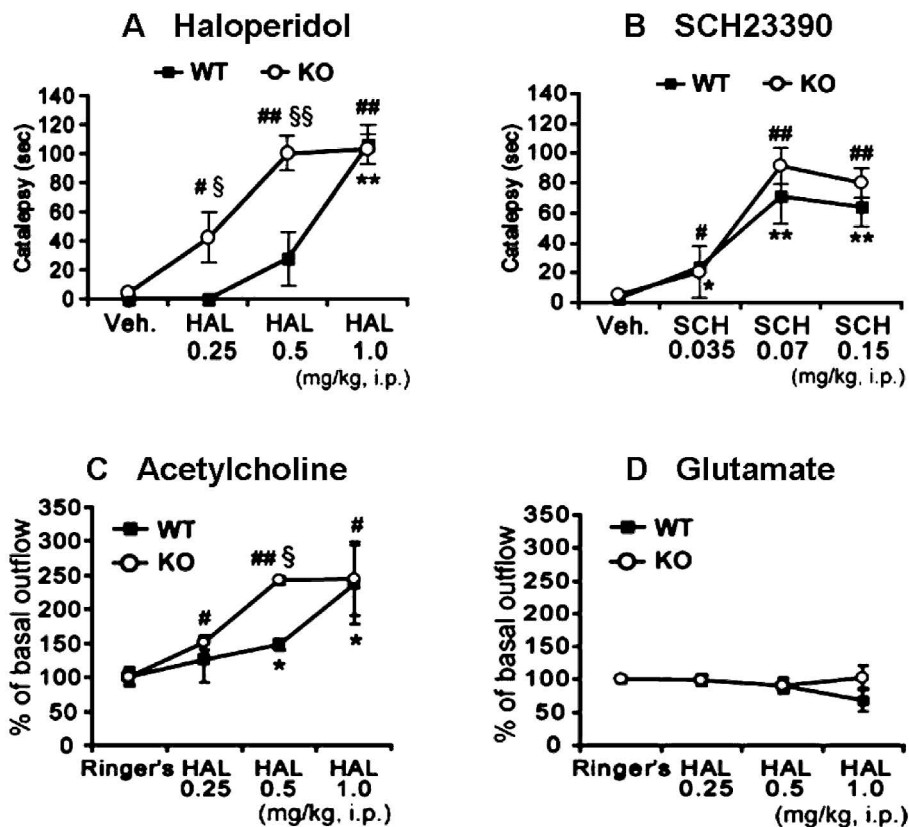 A Haloperidol
WT KO
Catalepsy (sec)
140
120
100
80
60
40
20
0
# §
## §§
##
**
Veh. HAL HAL HAL
0.25 0.5 1.0
(mg/kg, i.p.)
B SCH23390
WT KO
Catalepsy (sec)
140
120
100
80
60
40
20
0
#
*
##
**
##
**
Veh. SCH SCH SCH
0.035 0.07 0.15
(mg/kg, i.p.)
C Acetylcholine
WT
KO
% of basal outflow
350
300
250
200
150
100
50
0
#
## §
*
#
*
Ringer's HAL HAL HAL
0.25 0.5 1.0
(mg/kg, i.p.)
D Glutamate
WT
KO
% of basal outflow
350
300
250
200
150
100
50
0
Ringer's HAL HAL HAL
0.25 0.5 1.0
(mg/kg, i.p.)